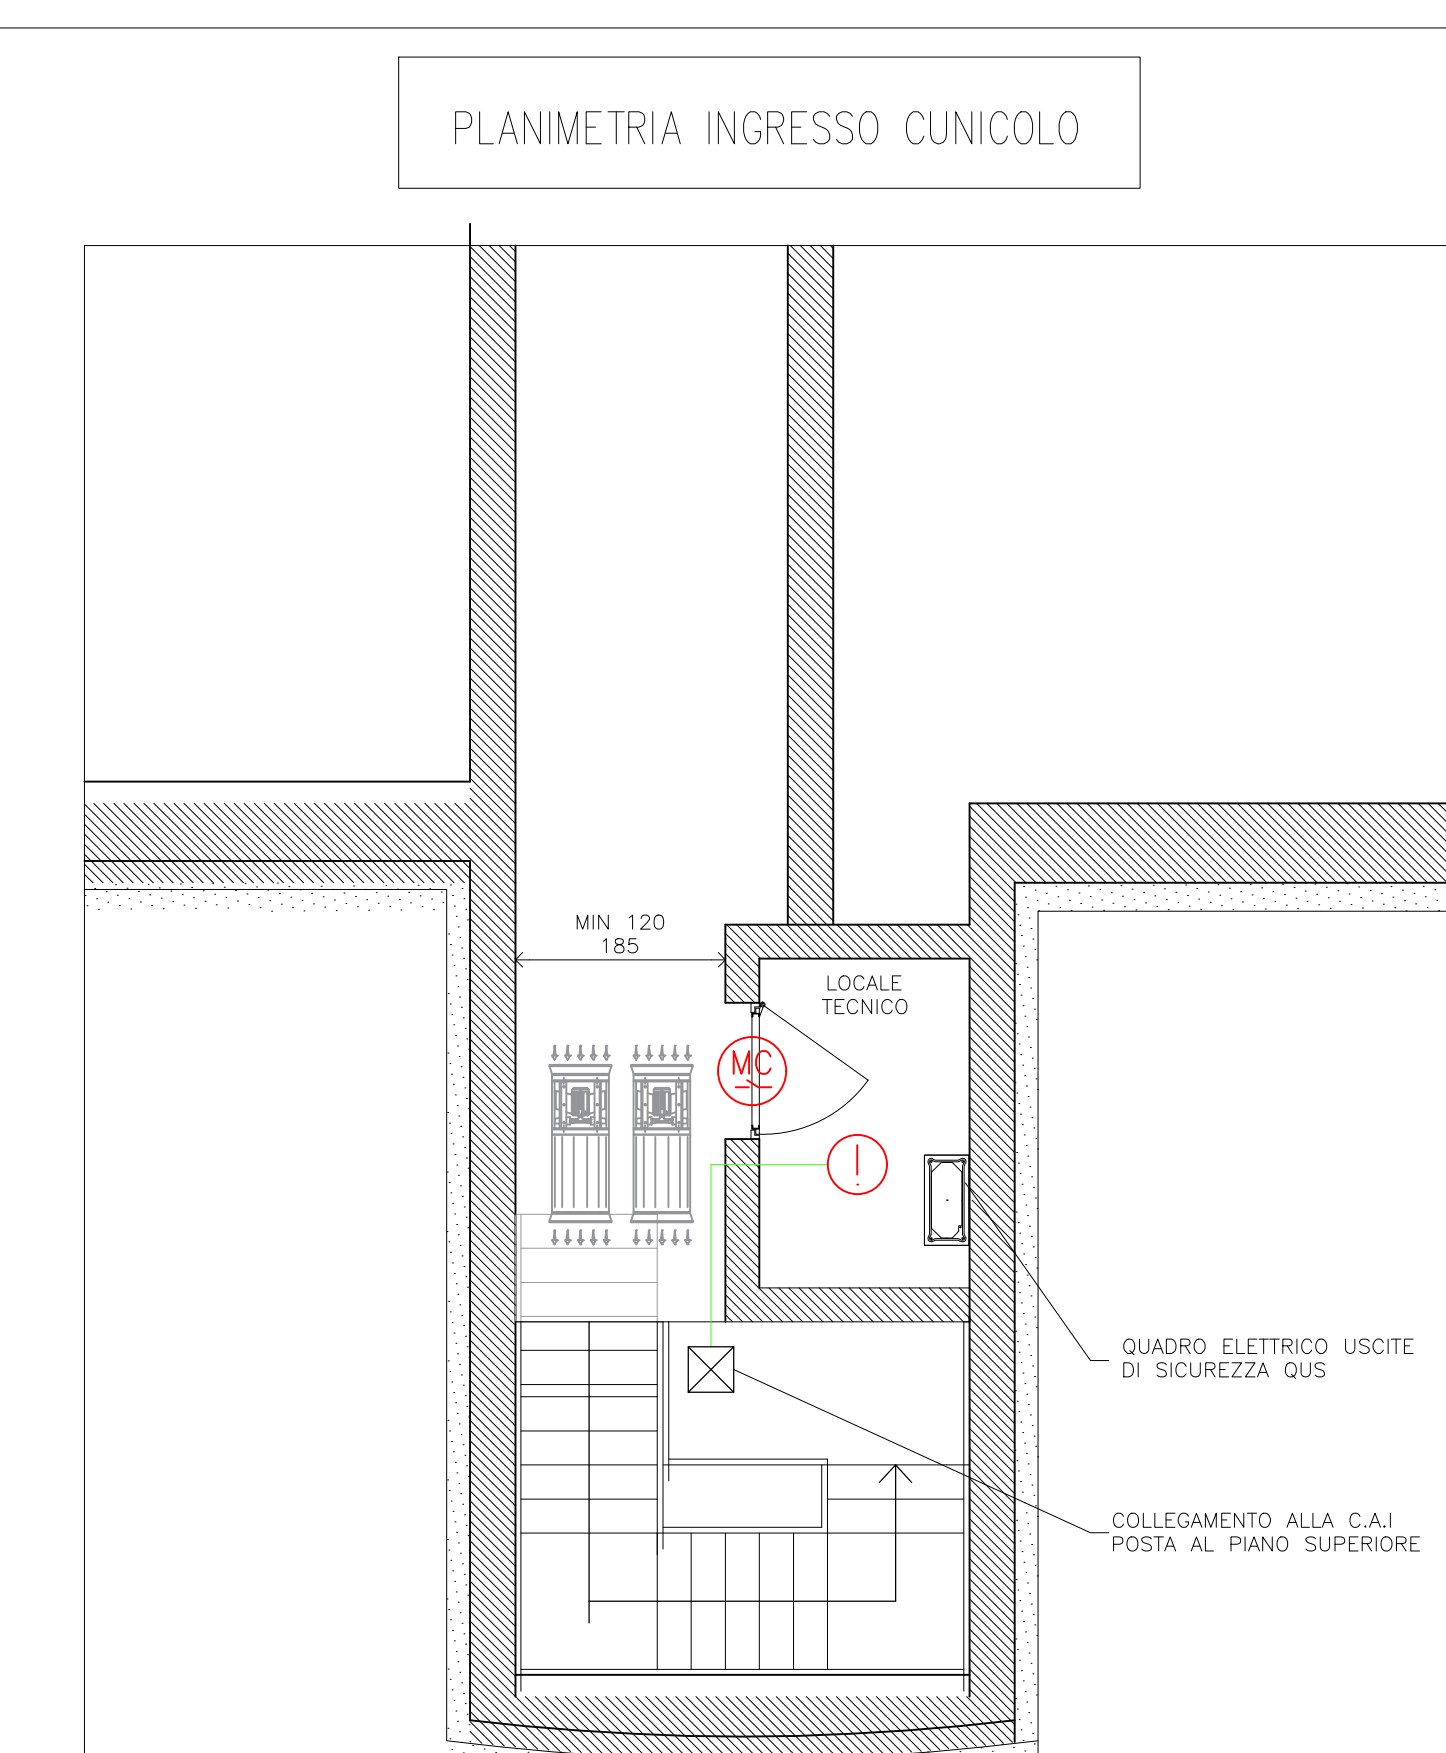 PLANIMETRIA INGRESSO CUNICOLO
MIN 120
185
LOCALE
TECNICO
MC
!
QUADRO ELETTRICO USCITE
DI SICUREZZA QUS
COLLEGAMENTO ALLA C.A.I
POSTA AL PIANO SUPERIORE